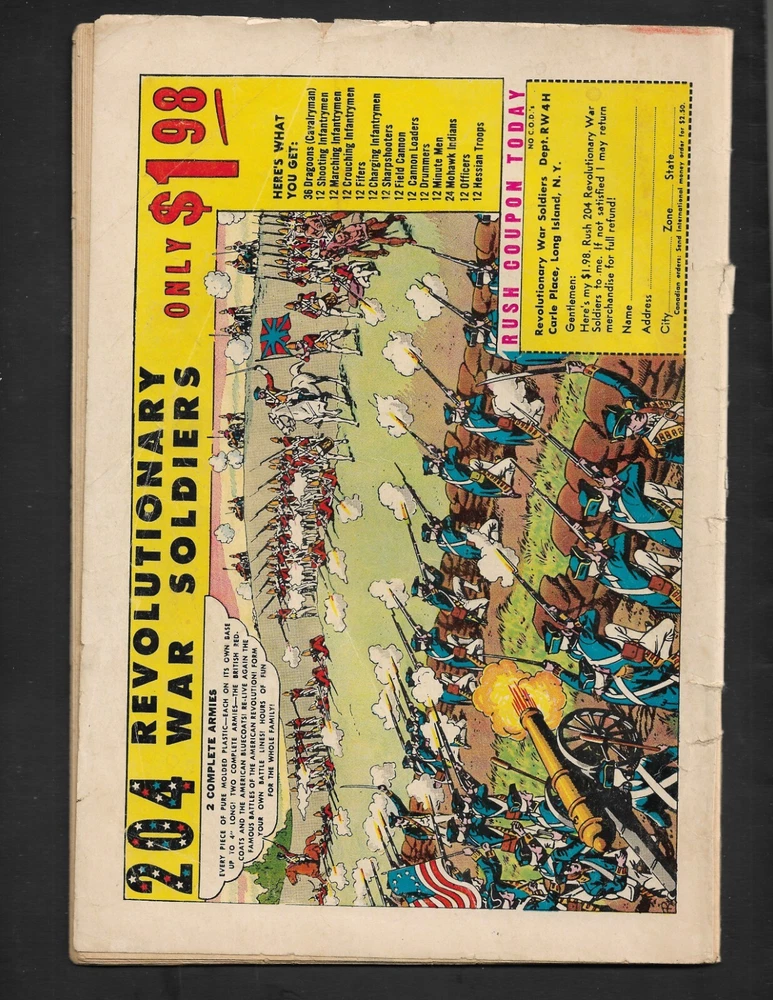 204 REVOLUTIONARY
WAR SOLDIERS
ONLY $1.98
2 COMPLETE ARMIES
EVERY PIECE OF PURE MOLDED PLASTIC—EACH ON ITS OWN BASE
UP TO 4" LONG! TWO COMPLETE ARMIES—THE BRITISH RED-
COATS AND THE AMERICAN BLUECOATS! RE-LIVE AGAIN THE
FAMOUS BATTLES OF THE AMERICAN REVOLUTION! FORM
YOUR OWN BATTLE LINES! HOURS OF FUN
FOR THE WHOLE FAMILY!
HERE'S WHAT
YOU GET:
36 Dragoons (Cavalryman)
12 Shooting Infantrymen
12 Marching Infantrymen
12 Crouching Infantrymen
12 Fifers
12 Charging Infantrymen
12 Sharpshooters
12 Field Cannon
12 Cannon Loaders
12 Drummers
12 Minute Men
24 Mohawk Indians
12 Officers
12 Hessian Troops
RUSH COUPON TODAY
NO C.O.D.'s
Revolutionary War Soldiers Dept. RW4H
Carle Place, Long Island, N. Y.
Gentlemen:
Here's my $1.98. Rush 204 Revolutionary War
Soldiers to me. If not satisfied I may return
merchandise for full refund!
Name
Address
City Zone State
Canadian orders: Send International money order for $2.50.